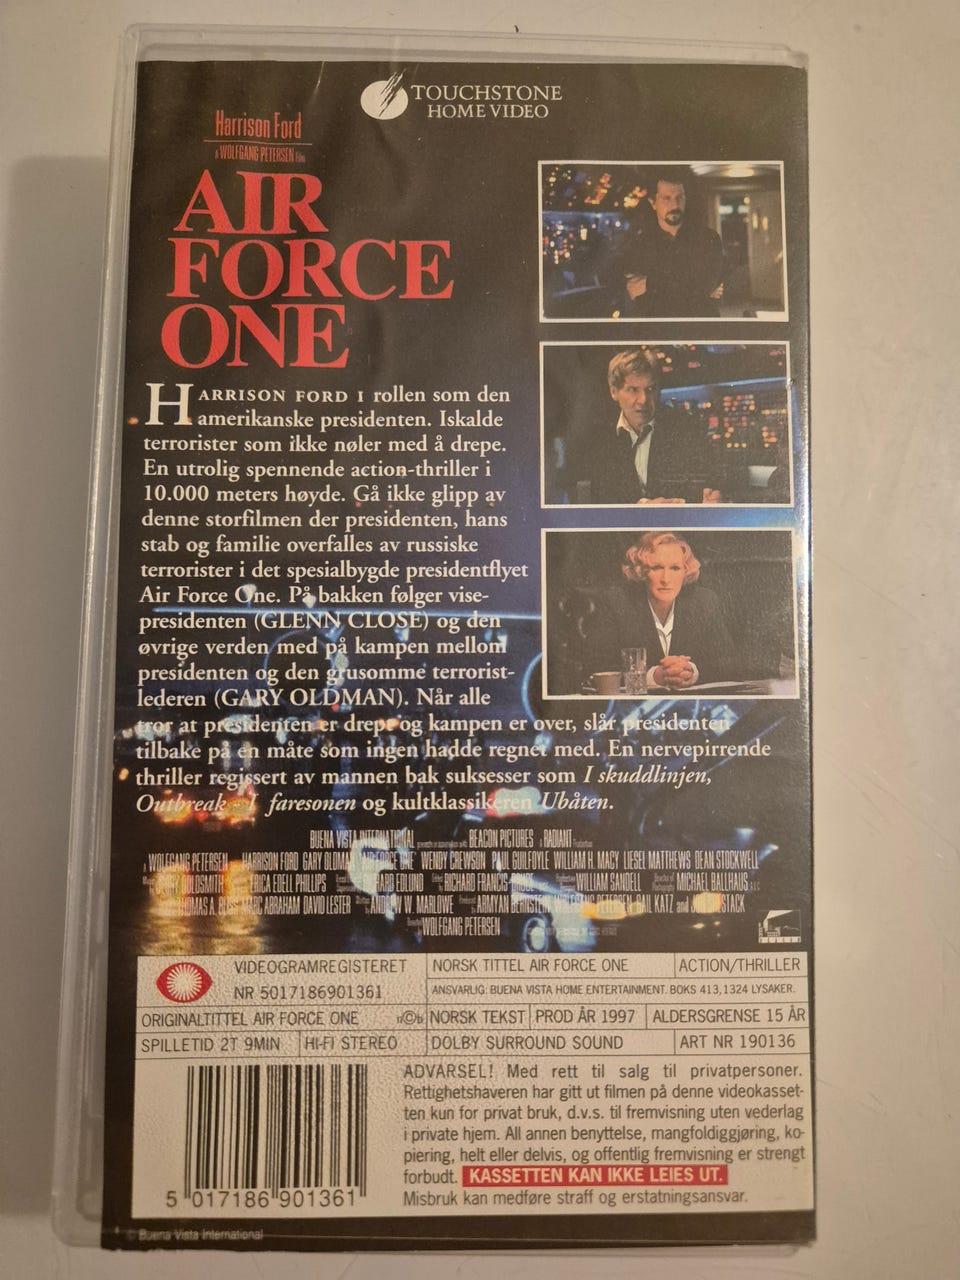 TOUCHSTONE
HOME VIDEO
Harrison Ford
A WOLFGANG PETERSEN Film
AIR
FORCE
ONE
HARRISON FORD I rollen som den
amerikanske presidenten. Iskalde
terrorister som ikke nøler med å drepe.
En utrolig spennende action-thriller i
10.000 meters høyde. Gå ikke glipp av
denne storfilmen der presidenten, hans
stab og familie overfalles av russiske
terrorister i det spesialbygde presidentflyet
Air Force One. På bakken følger vise-
presidenten (GLENN CLOSE) og den
øvrige verden med på kampen mellom
presidenten og den grusomme terrorist-
lederen (GARY OLDMAN). Når alle
tror at presidenten er drept og kampen er over, slår presidenten
tilbake på en måte som ingen hadde regnet med. En nervepirrende
thriller regissert av mannen bak suksesser som I skuddlinjen,
Outbreak - I faresonen og kultklassikeren Ubåten.
BUENA VISTA INTERNATIONAL BEACON PICTURES RADIANT
A WOLFGANG PETERSEN HARRISON FORD GARY OLDMAN AIR FORCE ONE WENDY CREWSON PAUL GUILFOYLE WILLIAM H. MACY LIESEL MATTHEWS DEAN STOCKWELL
GOLDSMITH ERICA EDELL PHILLIPS EDLUND RICHARD FRANCIS-BRUCE WILLIAM SANDELL MICHAEL BALLHAUS
THOMAS A. BLISS MARC ABRAHAM DAVID LESTER ANDREW W. MARLOWE ARMYAN BERNSTEIN WOLFGANG PETERSEN GAIL KATZ and
WOLFGANG PETERSEN
BEACON
VIDEOGRAMREGISTERET
NR 5017186901361
NORSK TITTEL AIR FORCE ONE
ACTION/THRILLER
ANSVARLIG: BUENA VISTA HOME ENTERTAINMENT. BOKS 413,1324 LYSAKER.
ORIGINALTITTEL AIR FORCE ONE
NORSK TEKST
PROD ÅR 1997
ALDERSGRENSE 15 ÅR
SPILLETID 2T 9MIN
HI-FI STEREO
DOLBY SURROUND SOUND
ART NR 190136
ADVARSEL! Med rett til salg til privatpersoner.
Rettighetshaveren har gitt ut filmen på denne videokasset-
ten kun for privat bruk, d.v.s. til fremvisning uten vederlag
i private hjem. All annen benyttelse, mangfoldiggjøring, ko-
piering, helt eller delvis, og offentlig fremvisning er strengt
forbudt. KASSETTEN KAN IKKE LEIES UT.
Misbruk kan medføre straff og erstatningsansvar.
5 017186 901361
© Buena Vista International